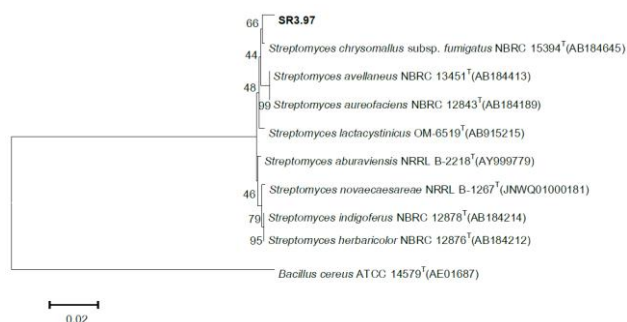 66 SR3.97
Streptomyces chrysomallus subsp. fumigatus NBRC 15394ᵀ(AB184645)
44
Streptomyces avellaneus NBRC 13451ᵀ(AB184413)
48
99 Streptomyces aureofaciens NBRC 12843ᵀ(AB184189)
Streptomyces lactacystinicus OM-6519ᵀ(AB915215)
Streptomyces aburaviensis NRRL B-2218ᵀ(AY999779)
46 Streptomyces novaecaesareae NRRL B-1267ᵀ(JNWQ01000181)
79 Streptomyces indigoferus NBRC 12878ᵀ(AB184214)
95 Streptomyces herbaricolor NBRC 12876ᵀ(AB184212)
Bacillus cereus ATCC 14579ᵀ(AE01687)
0.02